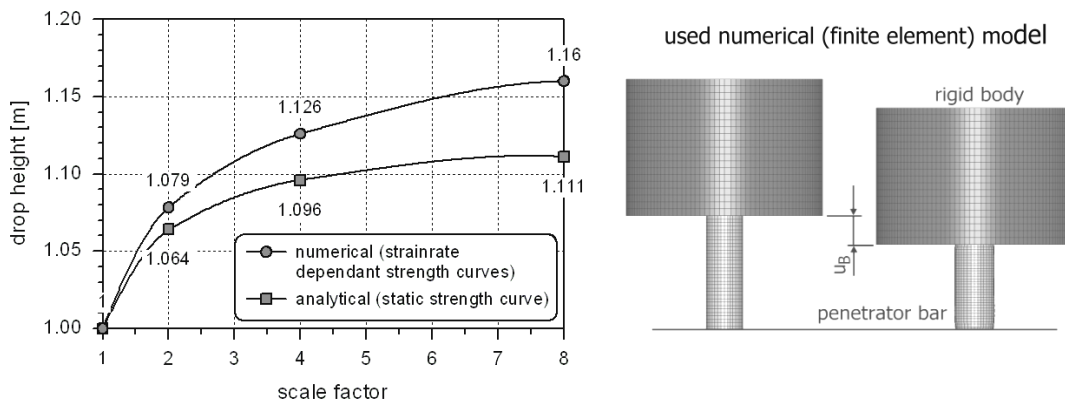 1.20
1.15
1.10
1.05
1.00
drop height [m]
1.079
1.126
1.16
1.064
1.096
1.111
numerical (strainrate
dependant strength curves)
analytical (static strength curve)
1 2 3 4 5 6 7 8
scale factor
used numerical (finite element) model
rigid body
uB
penetrator bar